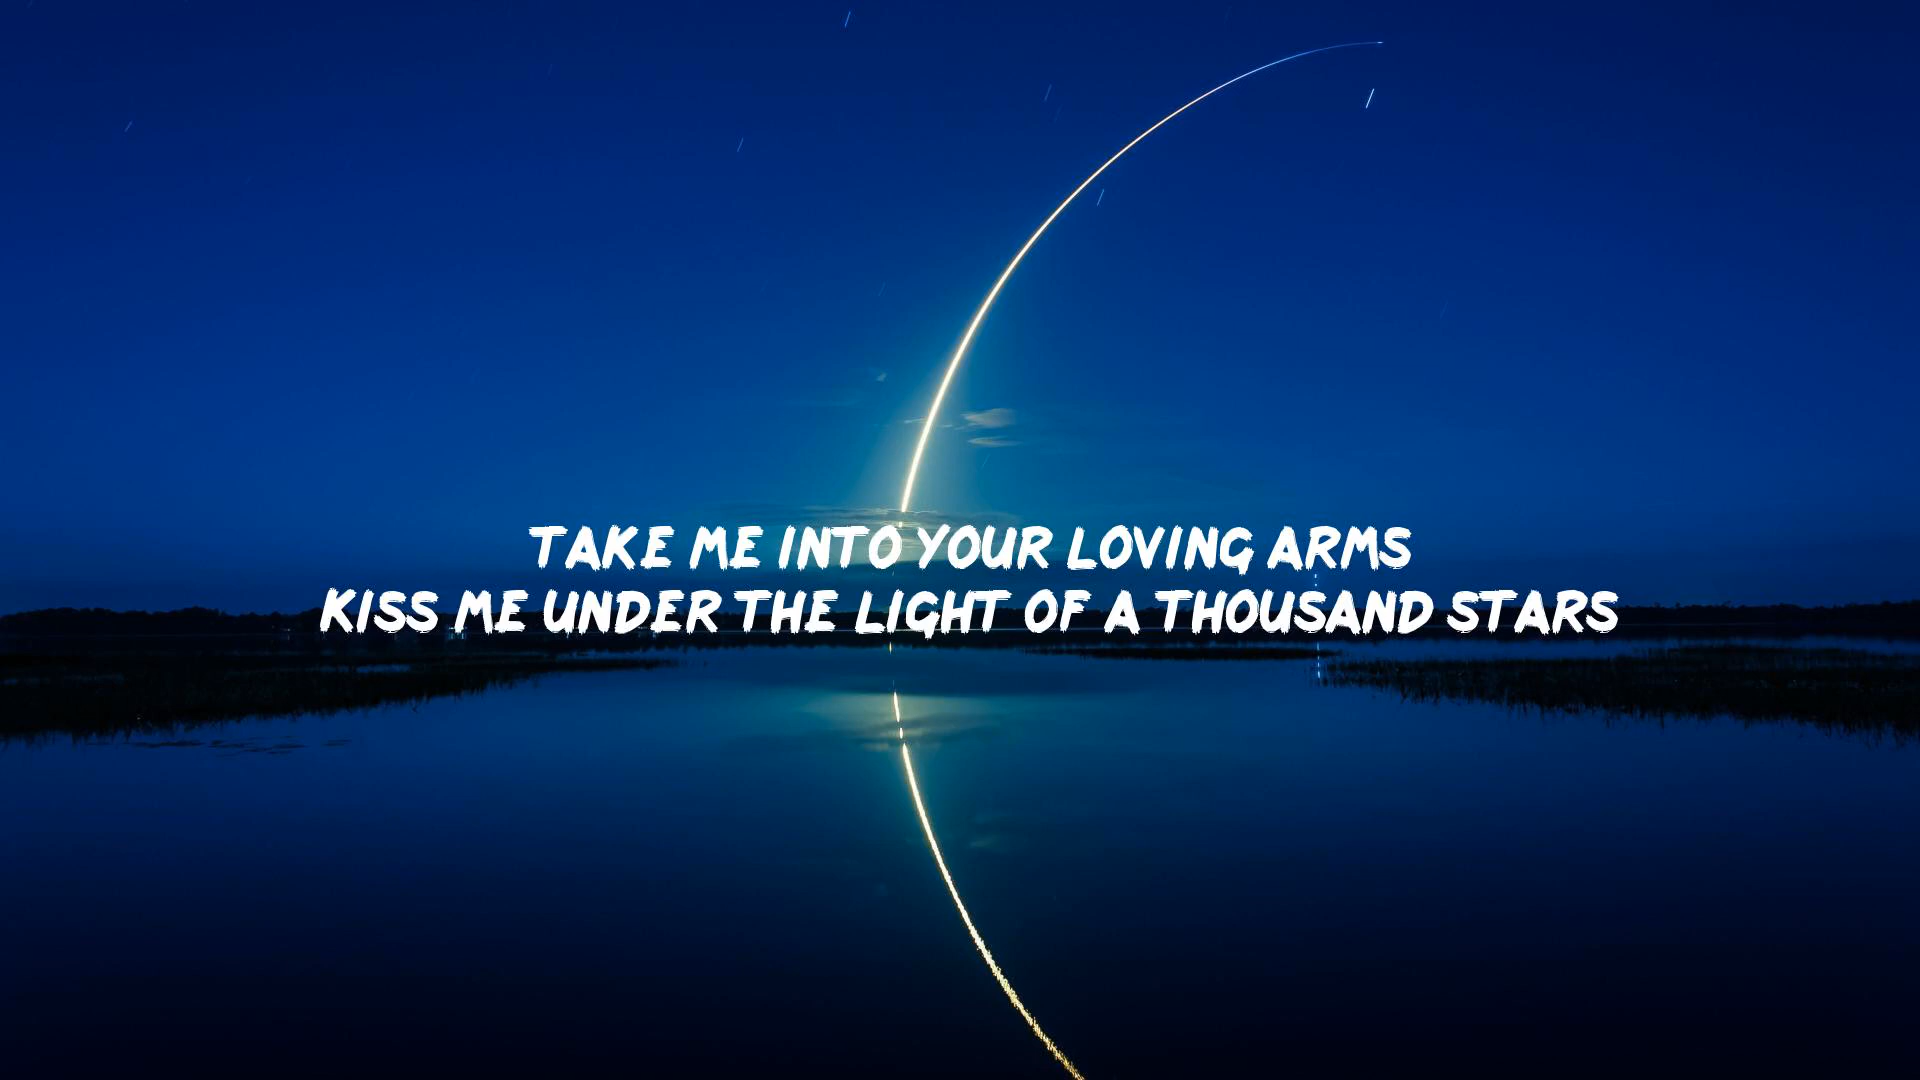 TAKE ME INTO YOUR LOVING ARMS
KISS ME UNDER THE LIGHT OF A THOUSAND STARS